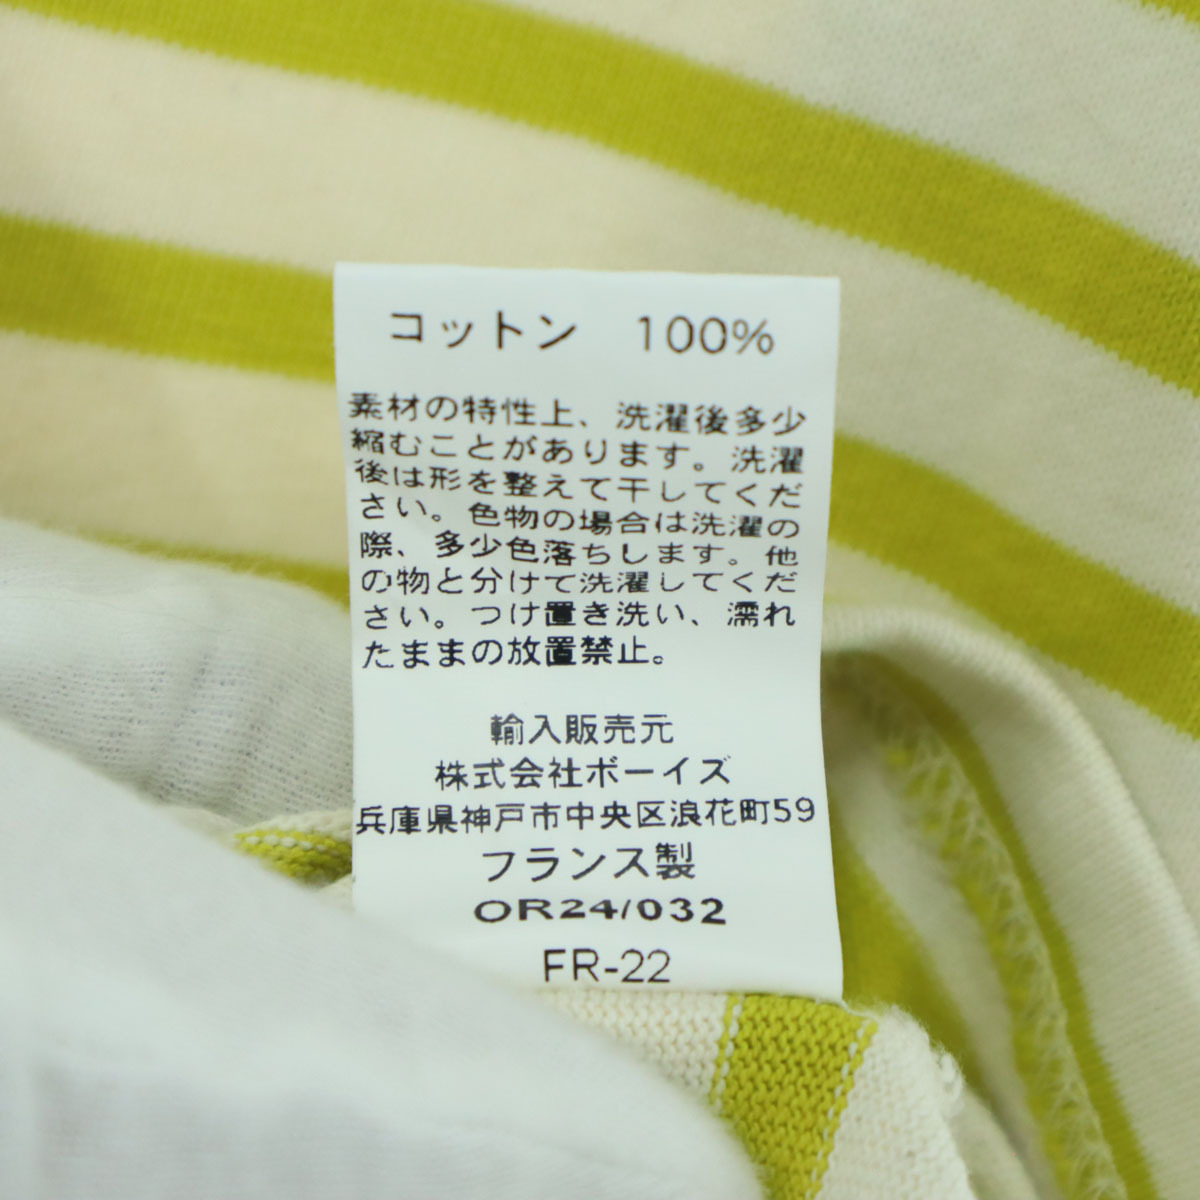 コットン　100%
素材の特性上、洗濯後多少
縮むことがあります。洗濯
後は形を整えて干してくだ
さい。色物の場合は洗濯の
際、多少色落ちします。他
の物と分けて洗濯してくだ
さい。つけ置き洗い、濡れ
たままの放置禁止。
輸入販売元
株式会社ボーイズ
兵庫県神戸市中央区浪花町59
フランス製
OR24/032
FR-22